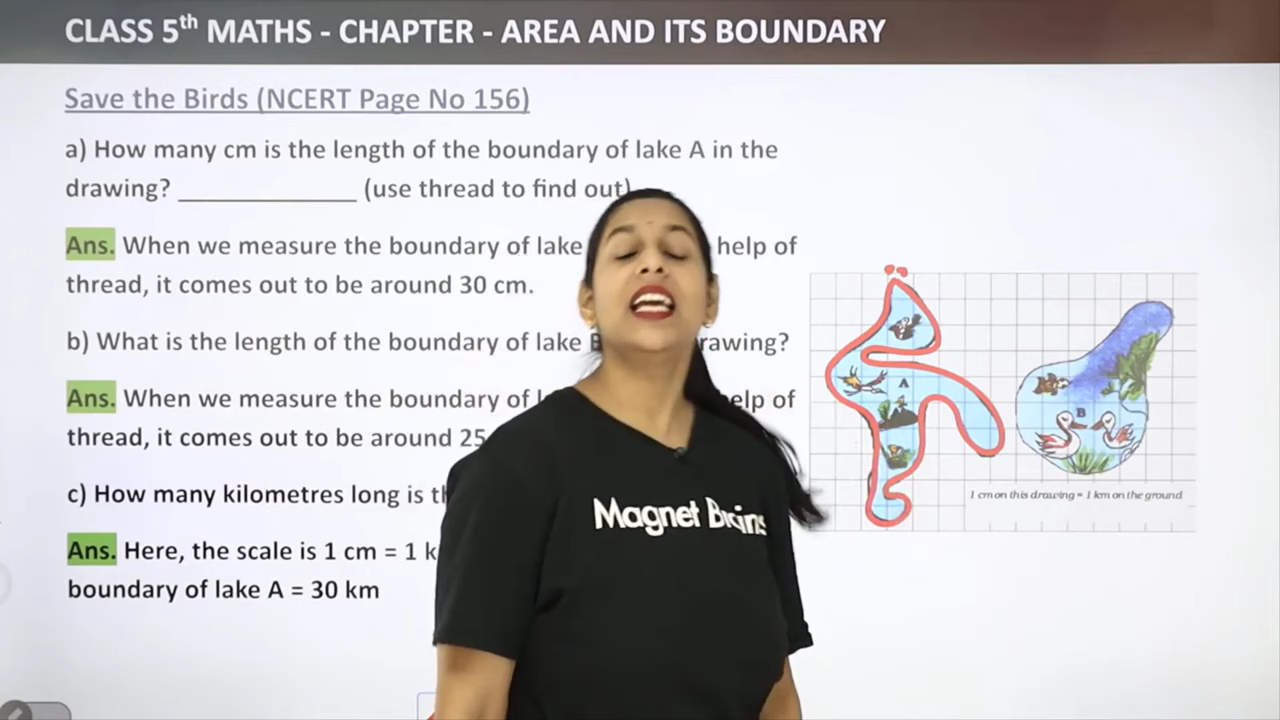 CLASS 5th MATHS - CHAPTER - AREA AND ITS BOUNDARY
Save the Birds (NCERT Page No 156)
a) How many cm is the length of the boundary of lake A in the
drawing? ____________ (use thread to find out)
Ans. When we measure the boundary of lake help of
thread, it comes out to be around 30 cm.
b) What is the length of the boundary of lake rawing?
Ans. When we measure the boundary of elp of
thread, it comes out to be around 25
c) How many kilometres long is
Ans. Here, the scale is 1 cm = 1
boundary of lake A = 30 km
A
B
1 cm on this drawing = 1 km on the ground
Magnet Brains